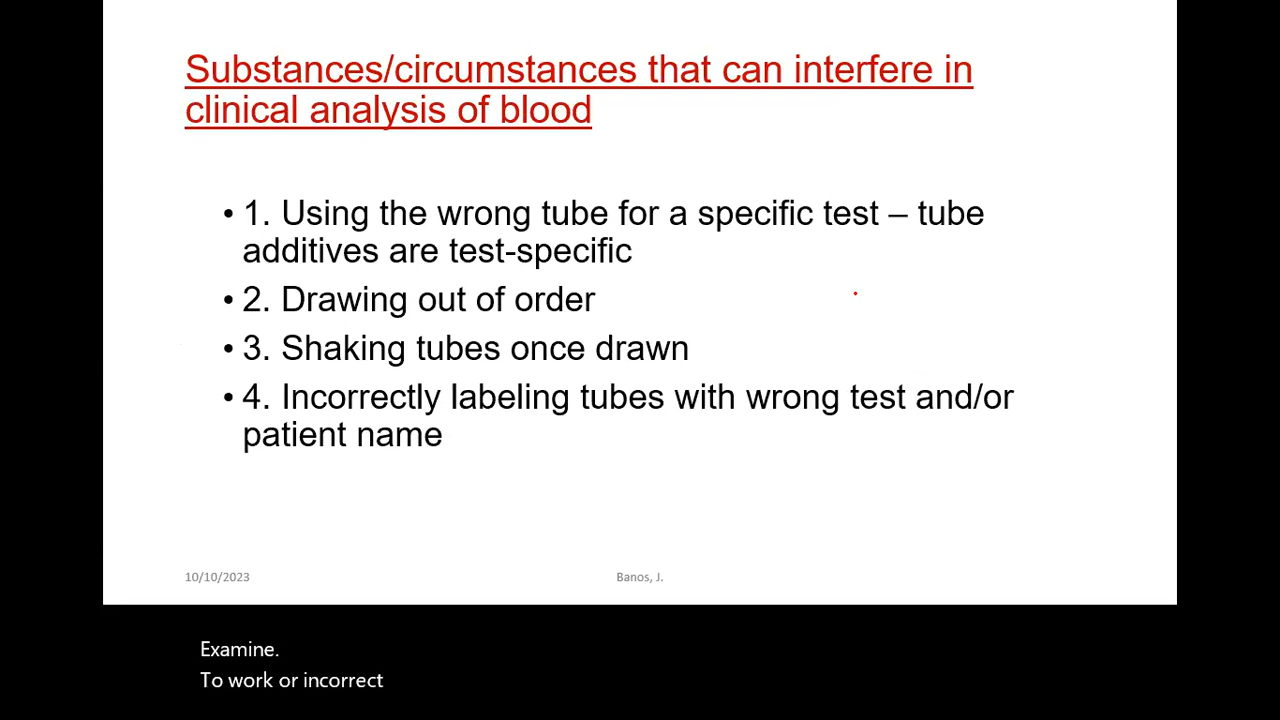 Substances/circumstances that can interfere in
clinical analysis of blood
• 1. Using the wrong tube for a specific test – tube
additives are test-specific
• 2. Drawing out of order
• 3. Shaking tubes once drawn
• 4. Incorrectly labeling tubes with wrong test and/or
patient name
10/10/2023
Banos, J.
Examine.
To work or incorrect